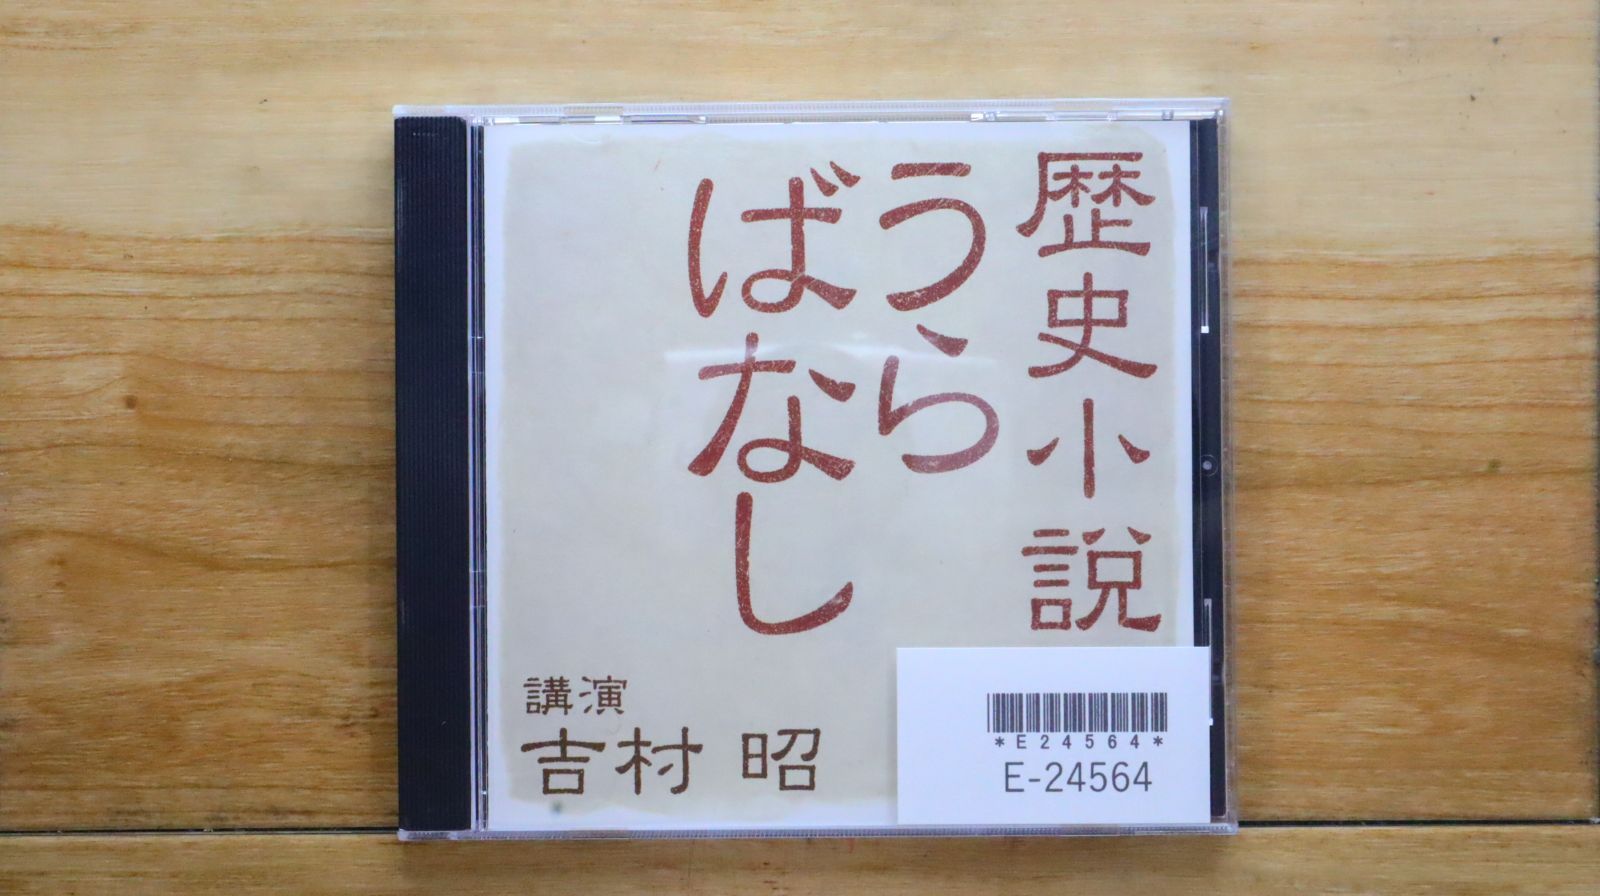 歴史小説
うら
ばなし
講演
吉村 昭
*E24564*
E-24564